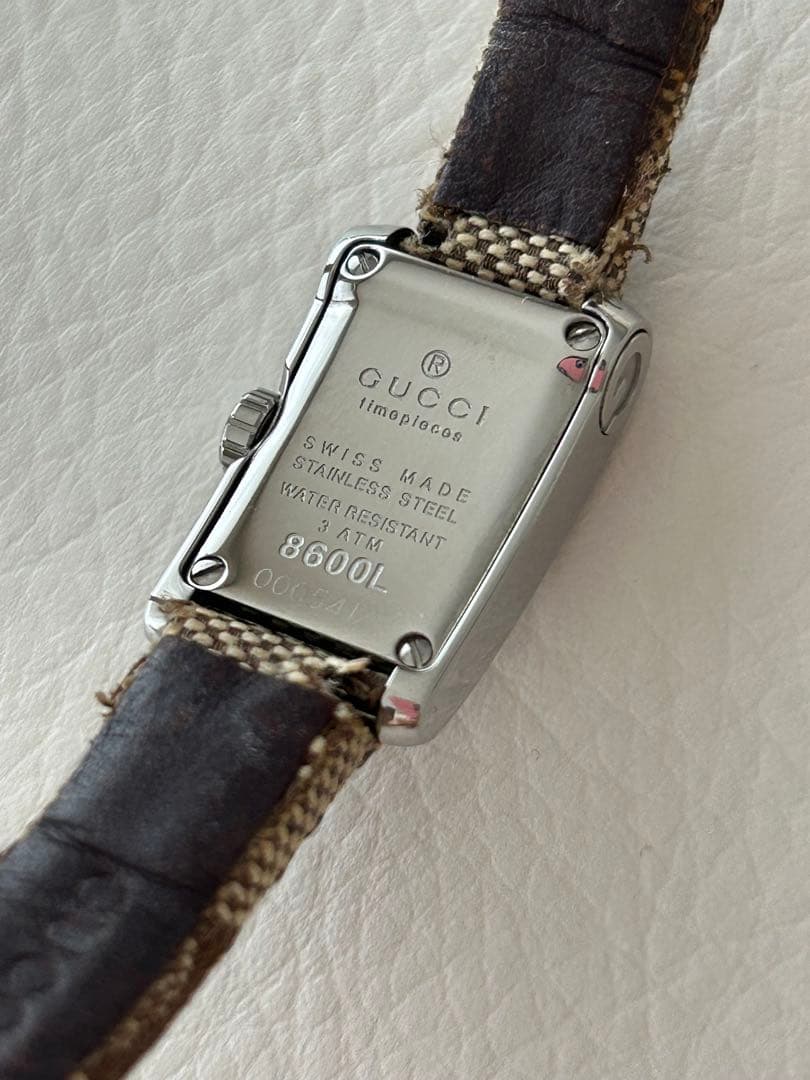 ®
GUCCI
timepieces
SWISS MADE
STAINLESS STEEL
WATER RESISTANT
3 ATM
8600L